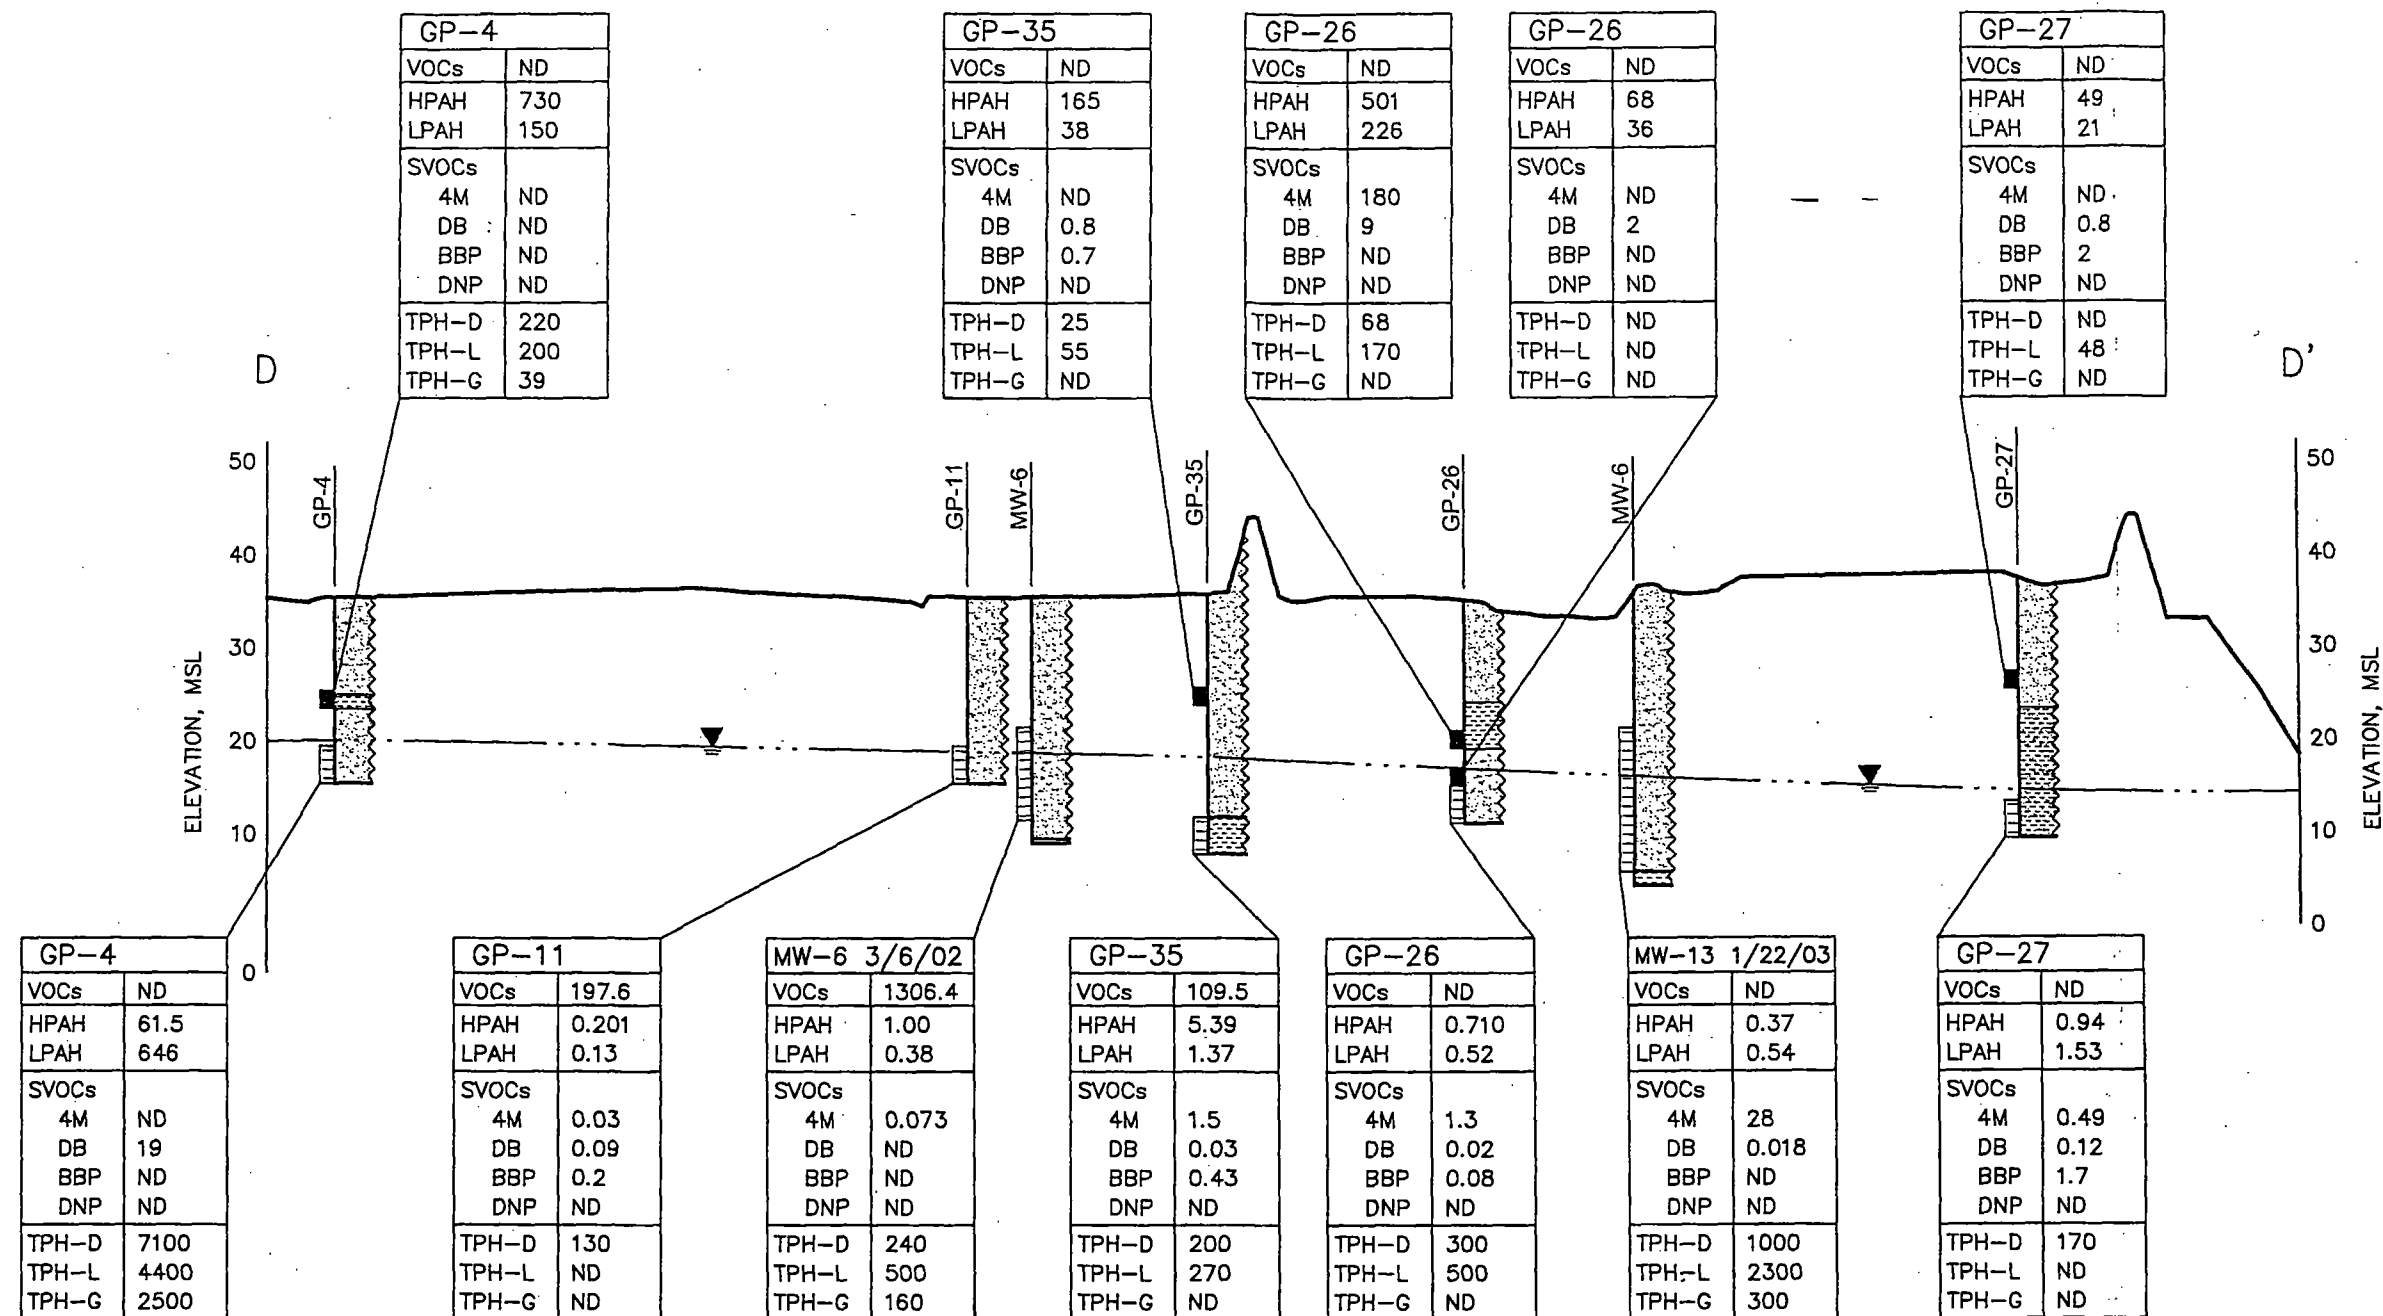 GP-4
VOCs ND
HPAH 730
LPAH 150
SVOCs
4M ND
DB ND
BBP ND
DNP ND
TPH-D 220
TPH-L 200
TPH-G 39
GP-35
VOCs ND
HPAH 165
LPAH 38
SVOCs
4M ND
DB 0.8
BBP 0.7
DNP ND
TPH-D 25
TPH-L 55
TPH-G ND
GP-26
VOCs ND
HPAH 501
LPAH 226
SVOCs
4M 180
DB 9
BBP ND
DNP ND
TPH-D 68
TPH-L 170
TPH-G ND
GP-26
VOCs ND
HPAH 68
LPAH 36
SVOCs
4M ND
DB 2
BBP ND
DNP ND
TPH-D ND
TPH-L ND
TPH-G ND
GP-27
VOCs ND
HPAH 49
LPAH 21
SVOCs
4M ND
DB 0.8
BBP 2
DNP ND
TPH-D ND
TPH-L 48
TPH-G ND
D
D'
50
40
30
20
10
0
ELEVATION, MSL
GP-4
GP-11
MW-6
GP-35
GP-26
MW-6
GP-27
50
40
30
20
10
0
ELEVATION, MSL
GP-4
VOCs ND
HPAH 61.5
LPAH 646
SVOCs
4M ND
DB 19
BBP ND
DNP ND
TPH-D 7100
TPH-L 4400
TPH-G 2500
GP-11
VOCs 197.6
HPAH 0.201
LPAH 0.13
SVOCs
4M 0.03
DB 0.09
BBP 0.2
DNP ND
TPH-D 130
TPH-L ND
TPH-G ND
MW-6 3/6/02
VOCs 1306.4
HPAH 1.00
LPAH 0.38
SVOCs
4M 0.073
DB ND
BBP ND
DNP ND
TPH-D 240
TPH-L 500
TPH-G 160
GP-35
VOCs 109.5
HPAH 5.39
LPAH 1.37
SVOCs
4M 1.5
DB 0.03
BBP 0.43
DNP ND
TPH-D 200
TPH-L 270
TPH-G ND
GP-26
VOCs ND
HPAH 0.710
LPAH 0.52
SVOCs
4M 1.3
DB 0.02
BBP 0.08
DNP ND
TPH-D 300
TPH-L 500
TPH-G ND
MW-13 1/22/03
VOCs ND
HPAH 0.37
LPAH 0.54
SVOCs
4M 28
DB 0.018
BBP ND
DNP ND
TPH-D 1000
TPH-L 2300
TPH-G 300
GP-27
VOCs ND
HPAH 0.94
LPAH 1.53
SVOCs
4M 0.49
DB 0.12
BBP 1.7
DNP ND
TPH-D 170
TPH-L ND
TPH-G ND